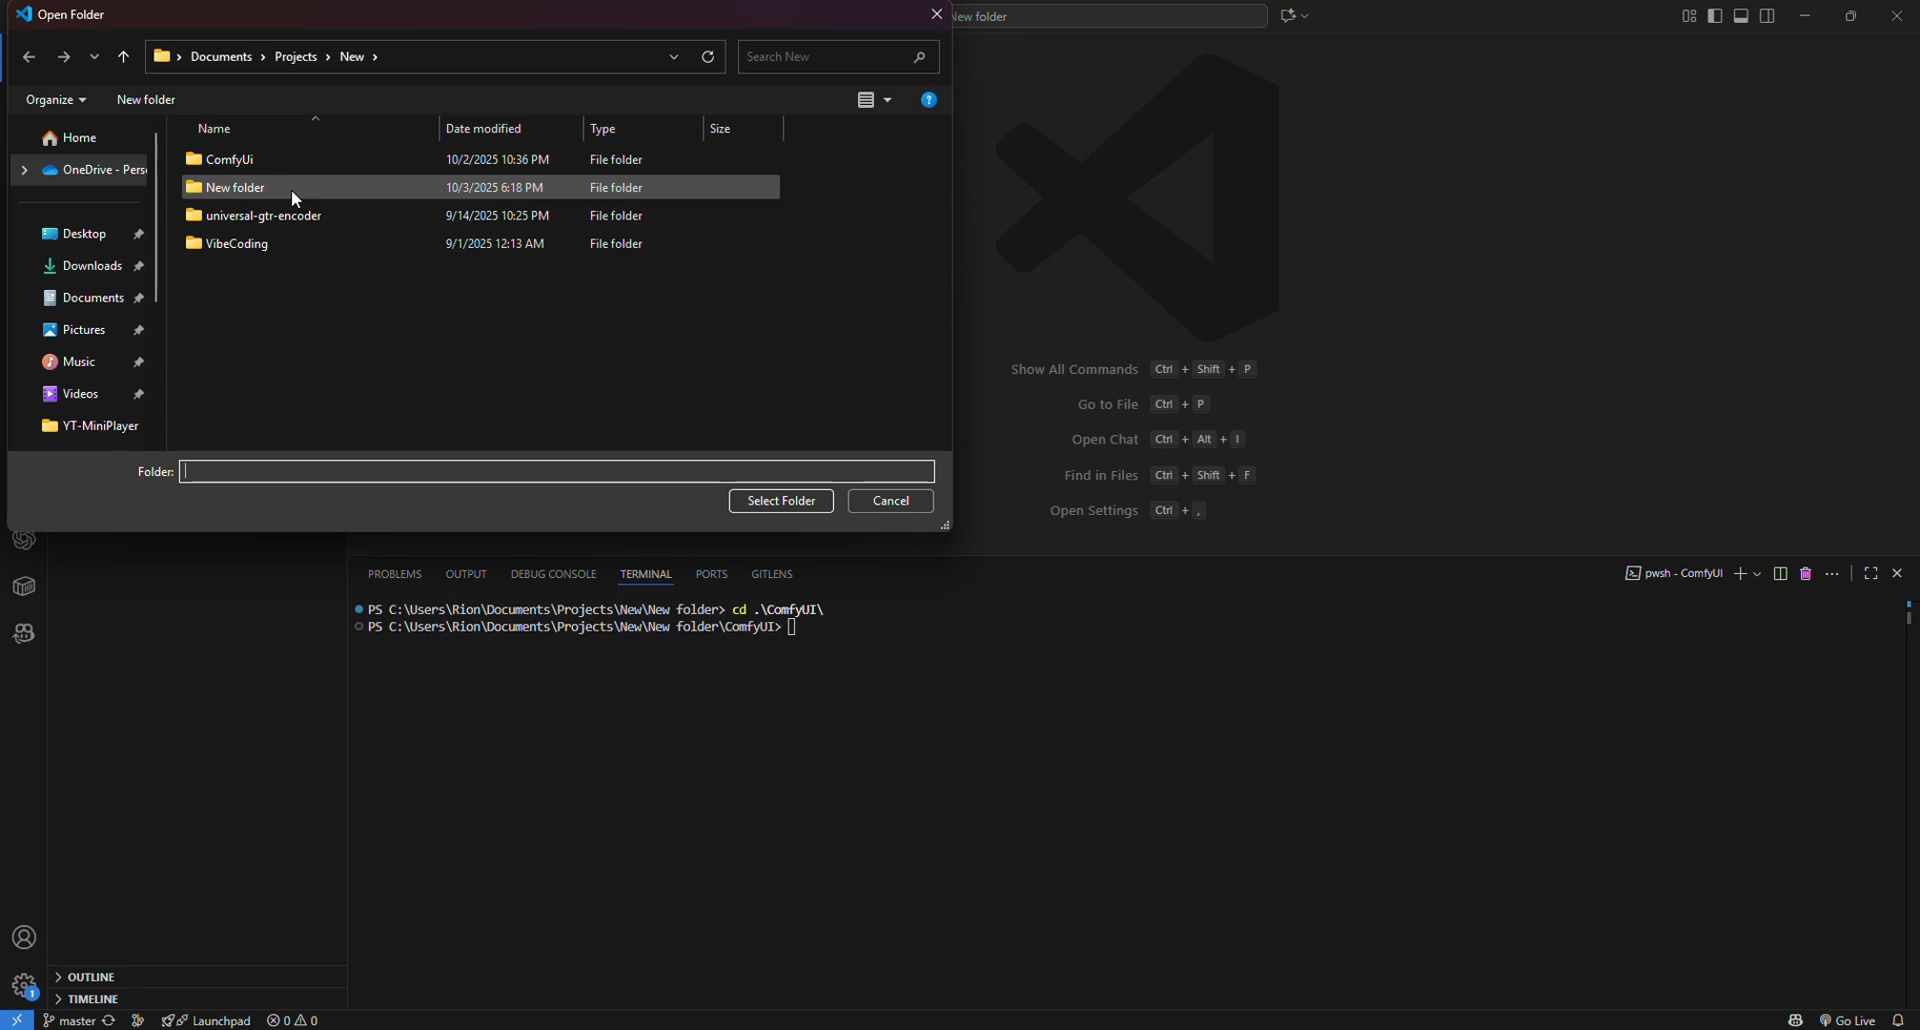 Open Folder
New folder
Documents > Projects > New >
Search New
Organize
New folder
Name
Date modified
Type
Size
Home
OneDrive - Pers
Desktop
Downloads
Documents
Pictures
Music
Videos
YT-MiniPlayer
ComfyUi 10/2/2025 10:36 PM File folder
New folder 10/3/2025 6:18 PM File folder
universal-gtr-encoder 9/14/2025 10:25 PM File folder
VibeCoding 9/1/2025 12:13 AM File folder
Folder:
Select Folder
Cancel
Show All Commands Ctrl + Shift + P
Go to File Ctrl + P
Open Chat Ctrl + Alt + I
Find in Files Ctrl + Shift + F
Open Settings Ctrl + ,
PROBLEMS OUTPUT DEBUG CONSOLE TERMINAL PORTS GITLENS
pwsh - ComfyUI
PS C:\Users\Rion\Documents\Projects\New\New folder> cd .\ComfyUI\
PS C:\Users\Rion\Documents\Projects\New\New folder\ComfyUI>
> OUTLINE
1
> TIMELINE
master
Launchpad
0 0
Go Live